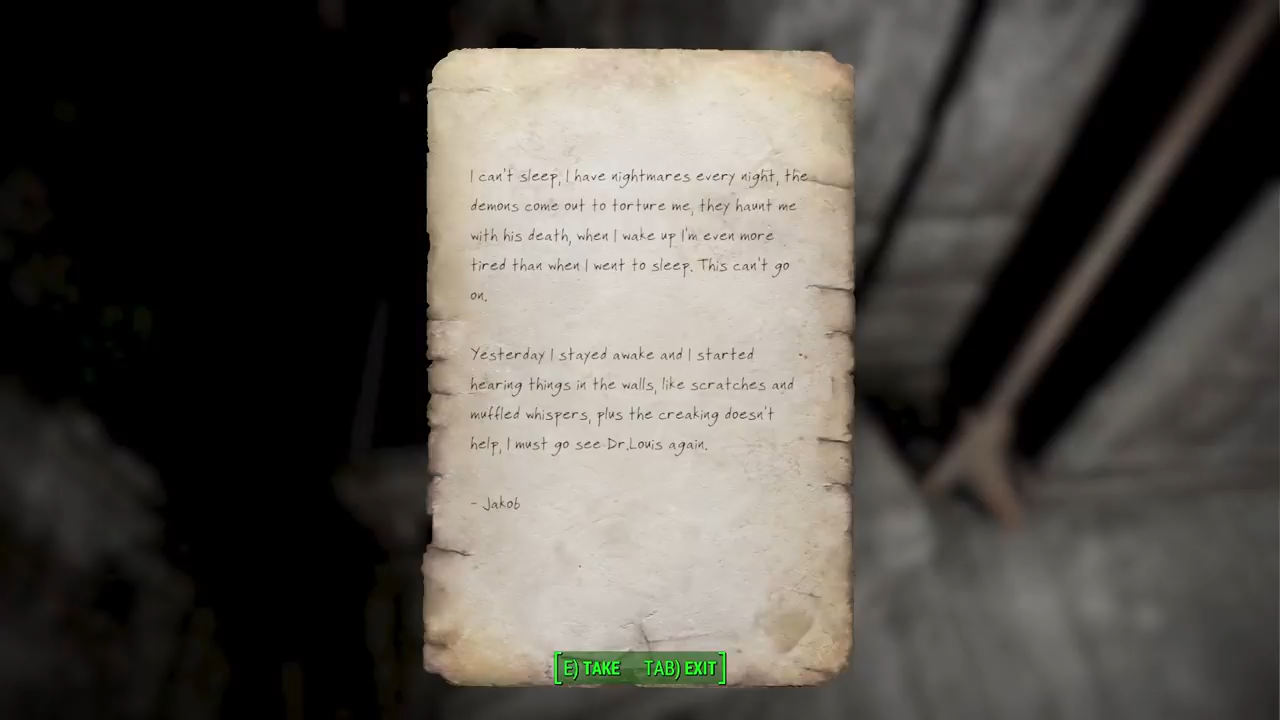 I can't sleep, I have nightmares every night, the
demons come out to torture me, they haunt me
with his death, when I wake up I'm even more
tired than when I went to sleep. This can't go
on.
Yesterday I stayed awake and I started
hearing things in the walls, like scratches and
muffled whispers, plus the creaking doesn't
help, I must go see Dr.Louis again.
- Jakob
E) TAKE TAB) EXIT